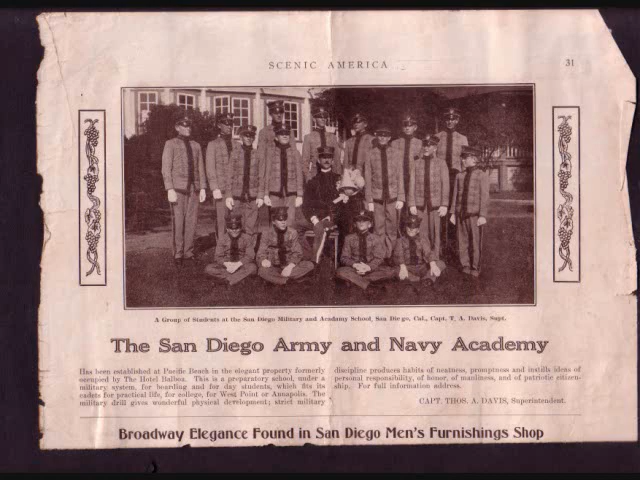 SCENIC AMERICA
31
A Group of Students at the San Diego Military and Acadamy School, San Diego, Cal., Capt. T. A. Davis, Supt.
The San Diego Army and Navy Academy
Has been established at Pacific Beach in the elegant property formerly
occupied by The Hotel Balboa. This is a preparatory school, under a
military system, for boarding and for day students, which fits its
cadets for practical life, for college, for West Point or Annapolis. The
military drill gives wonderful physical development; strict military
discipline produces habits of neatness, promptness and instills ideas of
personal responsibility, of honor, of manliness, and of patriotic citizen-
ship. For full information address.
CAPT. THOS. A. DAVIS, Superintendent.
Broadway Elegance Found in San Diego Men's Furnishings Shop